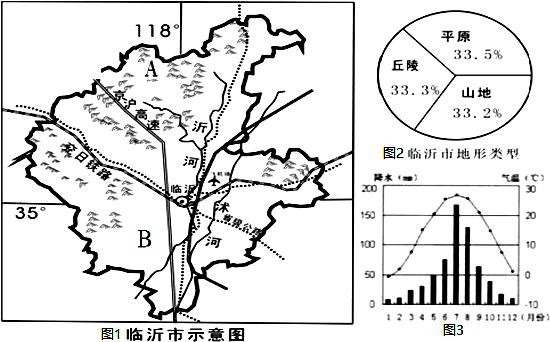 118°
A
京沪高速
沂河
兖日铁路
临沂
沭河
35°
B
图1 临沂市示意图
平原
33.5%
丘陵
33.3%
山地
33.2%
图2 临沂市地形类型
降水(mm) 气温(℃)
200 30
150 20
100 10
50 0
0 -10
1 2 3 4 5 6 7 8 9 10 11 12 (月份)
图3